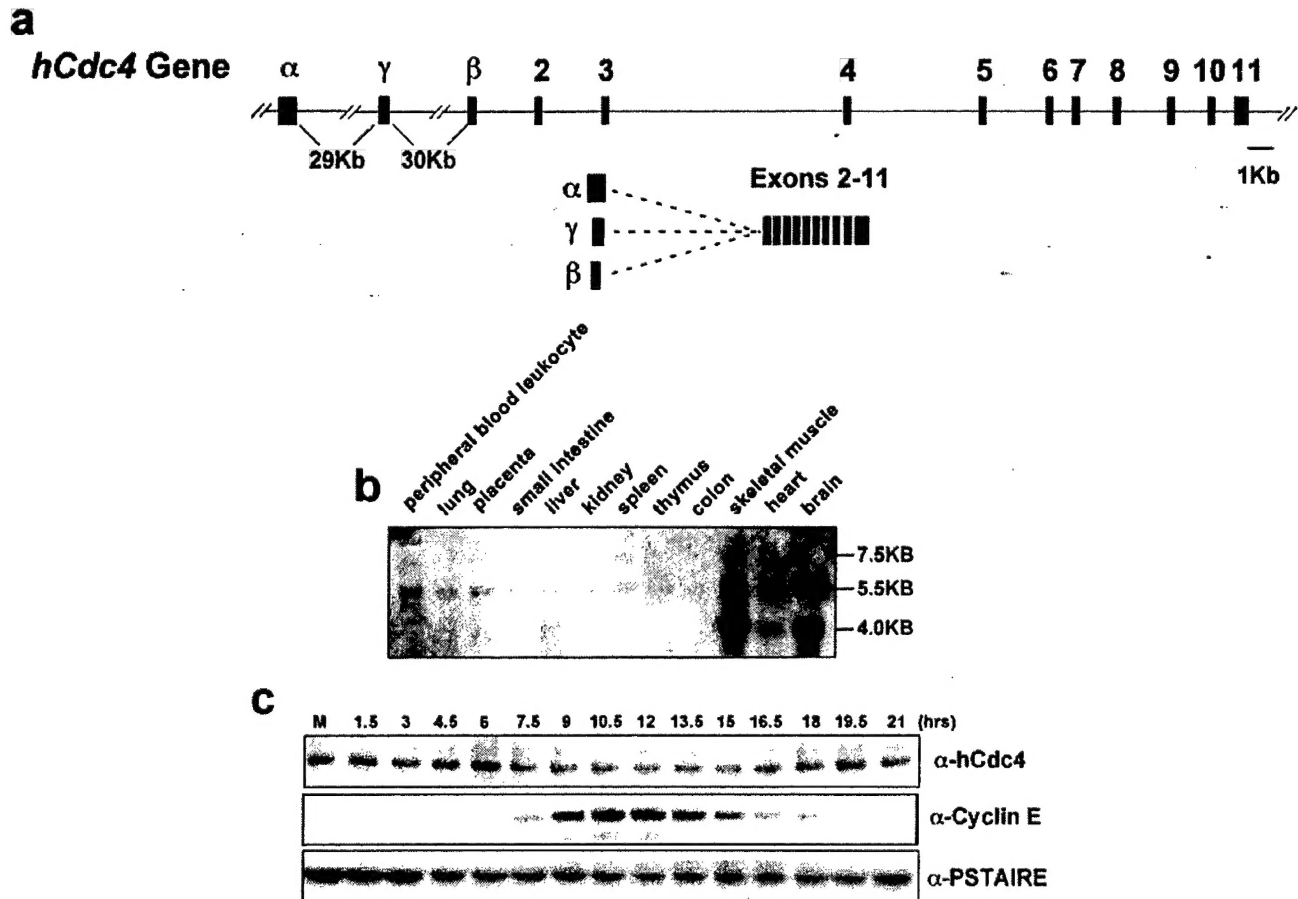 a
hCdc4 Gene α γ β 2 3 4 5 6 7 8 9 10 11
29Kb 30Kb 1Kb
Exons 2-11
α
γ
β
b
peripheral blood leukocyte
lung
placenta
small intestine
liver
kidney
spleen
thymus
colon
skeletal muscle
heart
brain
7.5KB
5.5KB
4.0KB
c
M 1.5 3 4.5 6 7.5 9 10.5 12 13.5 15 16.5 18 19.5 21 (hrs)
α-hCdc4
α-Cyclin E
α-PSTAIRE